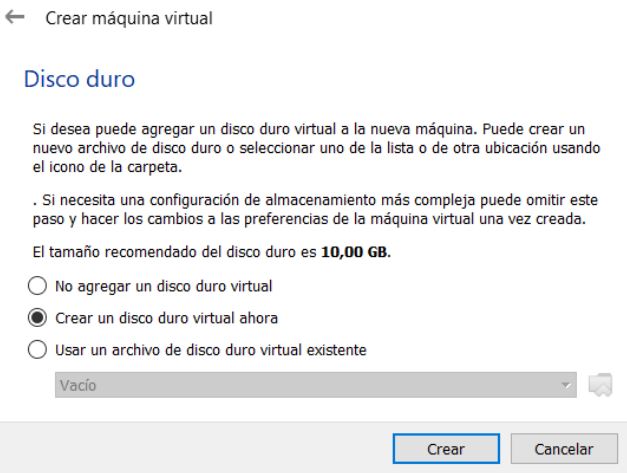 Crear máquina virtual
Disco duro
Si desea puede agregar un disco duro virtual a la nueva máquina. Puede crear un
nuevo archivo de disco duro o seleccionar uno de la lista o de otra ubicación usando
el icono de la carpeta.
. Si necesita una configuración de almacenamiento más compleja puede omitir este
paso y hacer los cambios a las preferencias de la máquina virtual una vez creada.
El tamaño recomendado del disco duro es 10,00 GB.
No agregar un disco duro virtual
Crear un disco duro virtual ahora
Usar un archivo de disco duro virtual existente
Vacío
Crear
Cancelar